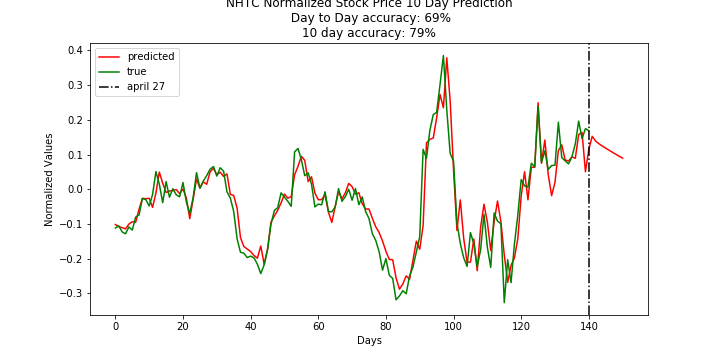 NHTC Normalized Stock Price 10 Day Prediction
Day to Day accuracy: 69%
10 day accuracy: 79%
predicted
true
april 27
Normalized Values
0.4
0.3
0.2
0.1
0.0
−0.1
−0.2
−0.3
0
20
40
60
80
100
120
140
Days